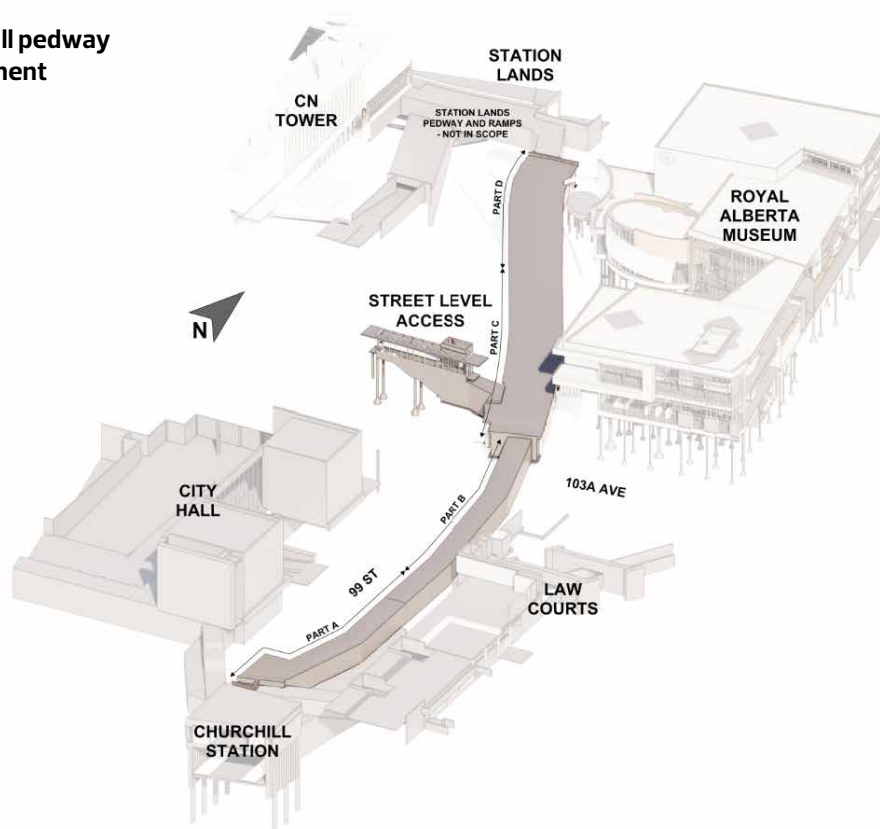 ll pedway
ment
STATION
LANDS
CN
TOWER
STATION LANDS
PEDWAY AND RAMPS
- NOT IN SCOPE
PART D
ROYAL
ALBERTA
MUSEUM
STREET LEVEL
ACCESS
N
PART C
CITY
HALL
103A AVE
PART B
99 ST
LAW
COURTS
PART A
CHURCHILL
STATION